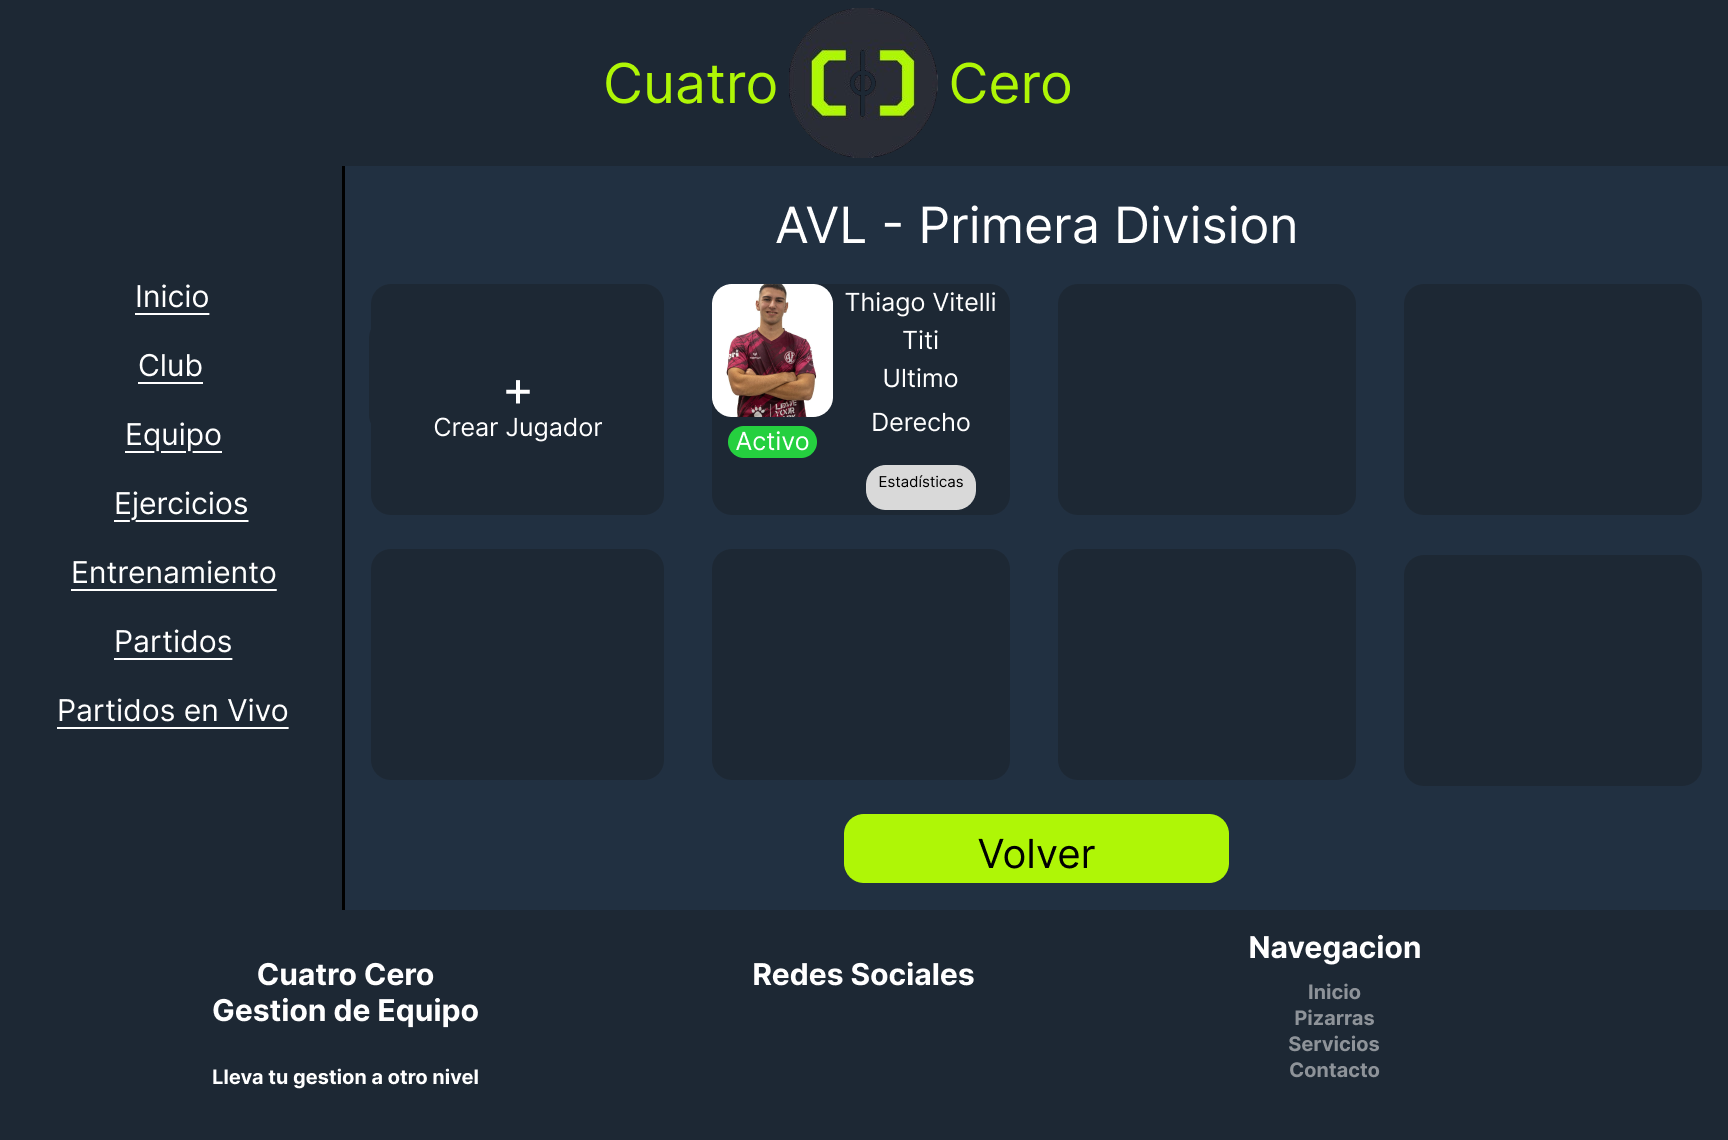 Cuatro Cero
AVL - Primera Division
Inicio
Club
Equipo
Ejercicios
Entrenamiento
Partidos
Partidos en Vivo
+
Crear Jugador
Thiago Vitelli
Titi
Ultimo
Derecho
Activo
Estadísticas
Volver
Cuatro Cero
Gestion de Equipo
Lleva tu gestion a otro nivel
Redes Sociales
Navegacion
Inicio
Pizarras
Servicios
Contacto